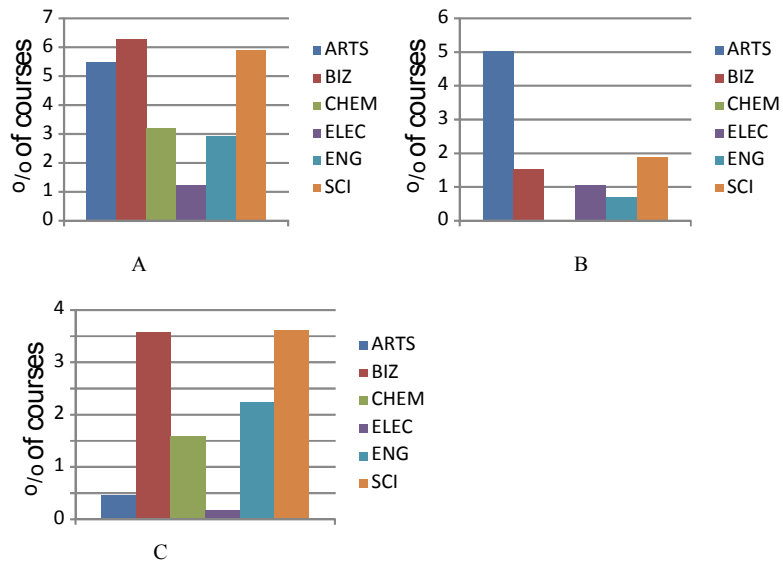 % of courses
7
6
5
4
3
2
1
0
ARTS
BIZ
CHEM
ELEC
ENG
SCI
A
% of courses
6
5
4
3
2
1
0
ARTS
BIZ
CHEM
ELEC
ENG
SCI
B
% of courses
4
3
2
1
0
ARTS
BIZ
CHEM
ELEC
ENG
SCI
C